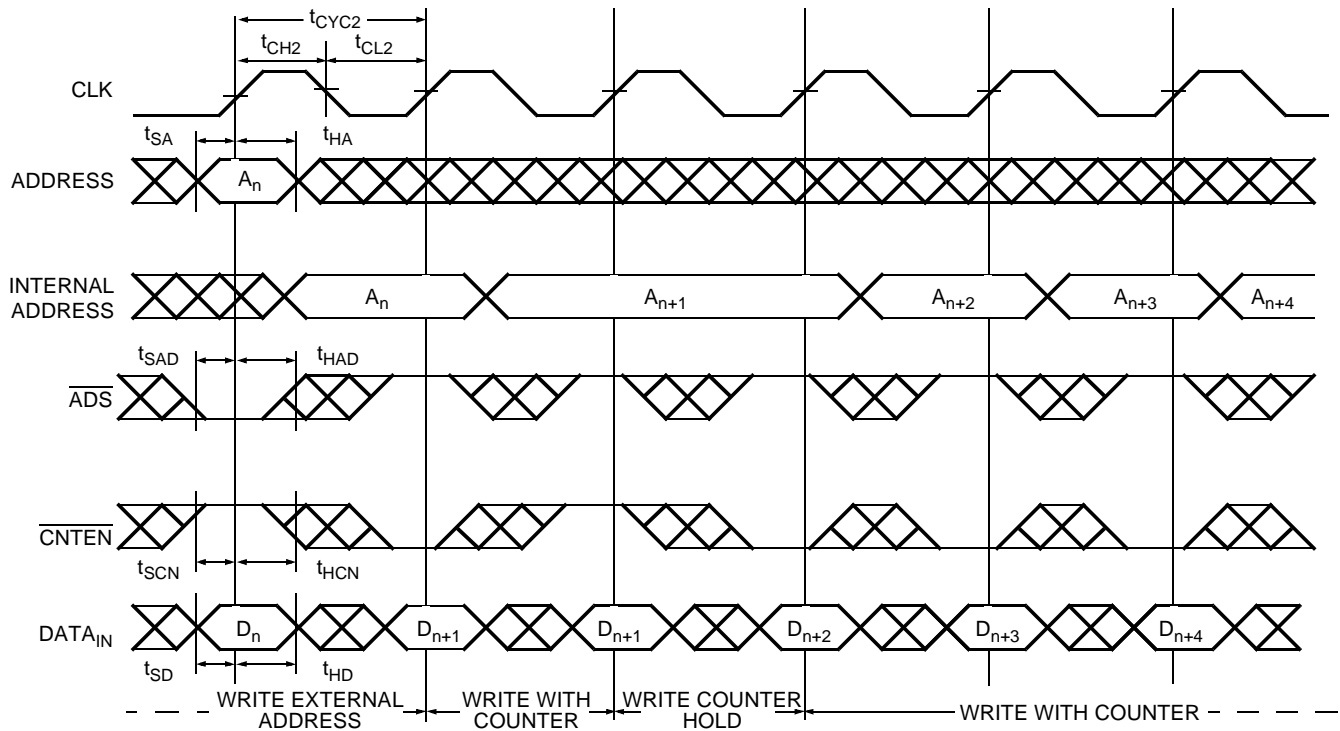 tCYC2
tCH2 tCL2
CLK
tSA tHA
ADDRESS An
INTERNAL
ADDRESS
An An+1 An+2 An+3 An+4
tSAD tHAD
ADS
CNTEN
tSCN tHCN
DATAIN Dn Dn+1 Dn+1 Dn+2 Dn+3 Dn+4
tSD tHD
WRITE EXTERNAL
ADDRESS
WRITE WITH
COUNTER
WRITE COUNTER
HOLD
WRITE WITH COUNTER